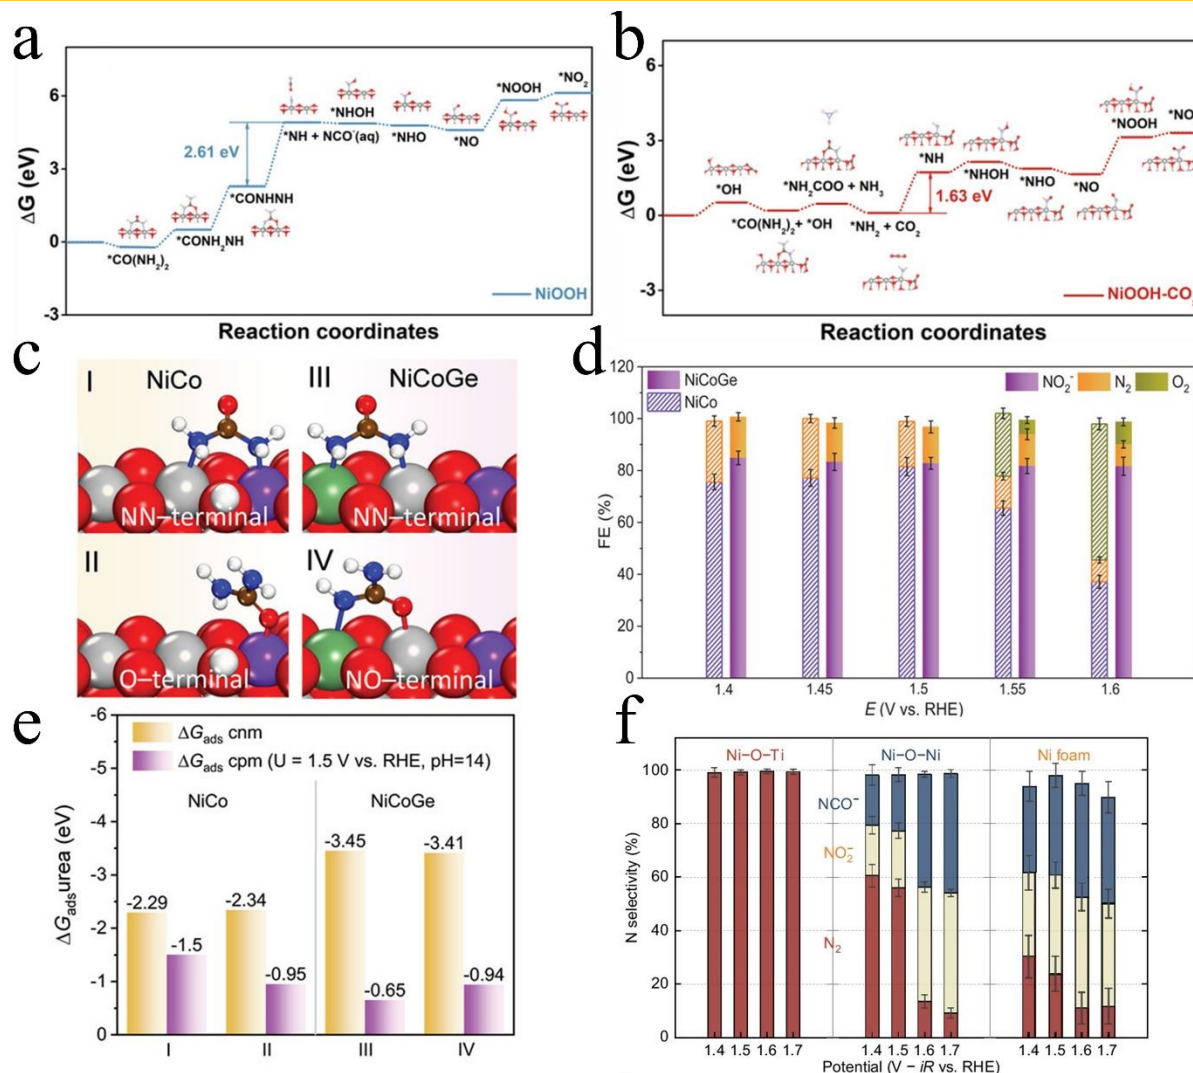 a
6
3
0
-3
ΔG (eV)
*CO(NH2)2
*CONH2NH
*CONHNH
2.61 eV
*NH + NCO-(aq)
*NHOH
*NHO
*NO
*NOOH
*NO2
NiOOH
Reaction coordinates
b
6
3
0
-3
ΔG (eV)
*OH
*CO(NH2)2+ *OH
*NH2COO + NH3
*NH2 + CO2
*NH
1.63 eV
*NHOH
*NHO
*NO
*NOOH
*NO
NiOOH-CO
Reaction coordinates
c
I NiCo
NN–terminal
III NiCoGe
NN–terminal
II
O–terminal
IV
NO–terminal
d
NiCoGe
NiCo
NO2- N2 O2
120
100
80
60
40
20
0
FE (%)
1.4 1.45 1.5 1.55 1.6
E (V vs. RHE)
e
-6
-5
-4
-3
-2
-1
0
ΔGadsurea (eV)
ΔGads cnm
ΔGads cpm (U = 1.5 V vs. RHE, pH=14)
NiCo NiCoGe
-2.29
-1.5
-2.34
-0.95
-3.45
-0.65
-3.41
-0.94
I II III IV
f
Ni−O−Ti Ni−O−Ni Ni foam
100
80
60
40
20
0
N selectivity (%)
NCO−
NO2−
N2
1.4 1.5 1.6 1.7 1.4 1.5 1.6 1.7 1.4 1.5 1.6 1.7
Potential (V − iR vs. RHE)